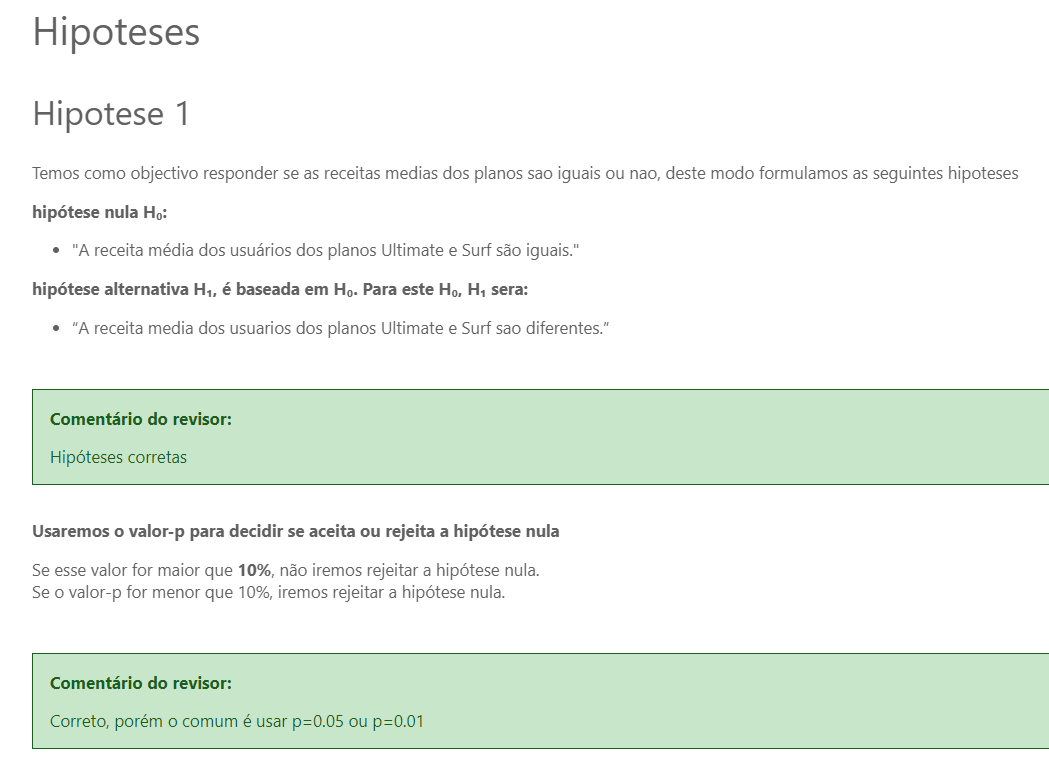 Hipoteses
Hipotese 1
Temos como objectivo responder se as receitas medias dos planos sao iguais ou nao, deste modo formulamos as seguintes hipoteses
hipótese nula H₀:
• "A receita média dos usuários dos planos Ultimate e Surf são iguais."
hipótese alternativa H₁, é baseada em H₀. Para este H₀, H₁ sera:
• “A receita media dos usuarios dos planos Ultimate e Surf sao diferentes.”
Comentário do revisor:
Hipóteses corretas
Usaremos o valor-p para decidir se aceita ou rejeita a hipótese nula
Se esse valor for maior que 10%, não iremos rejeitar a hipótese nula.
Se o valor-p for menor que 10%, iremos rejeitar a hipótese nula.
Comentário do revisor:
Correto, porém o comum é usar p=0.05 ou p=0.01